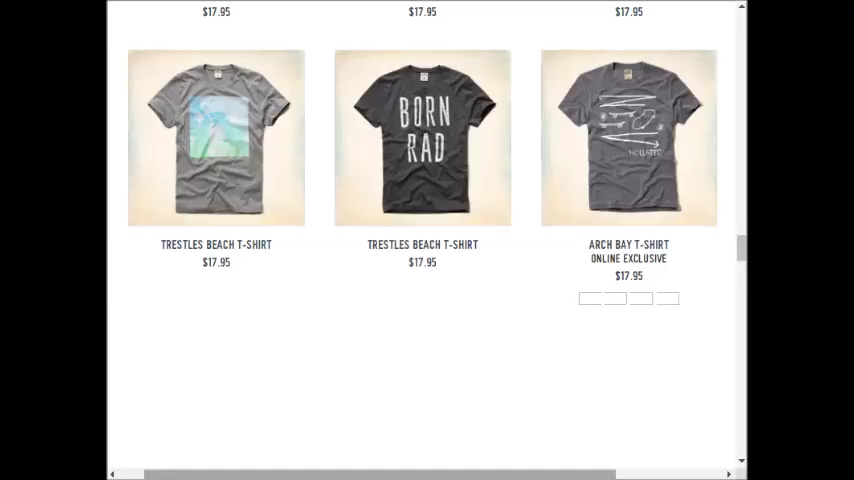 $17.95 $17.95 $17.95
BORN
RAD
TRESTLES BEACH T-SHIRT TRESTLES BEACH T-SHIRT ARCH BAY T-SHIRT
ONLINE EXCLUSIVE
$17.95 $17.95 $17.95